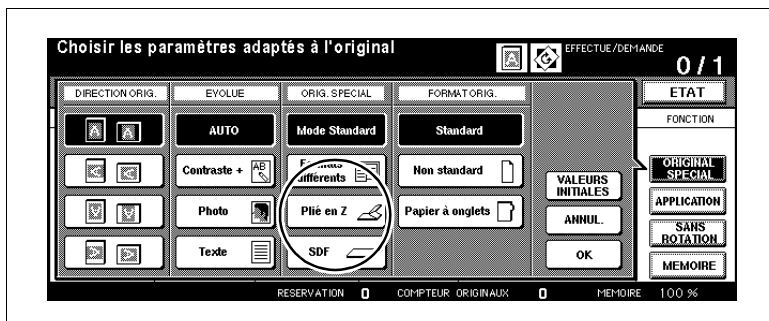 Choisir les paramètres adaptés à l'original
EFFECTUE/DEMANDE
0/1
DIRECTION ORIG.
EVOLUE
ORIG. SPECIAL
FORMAT ORIG.
ETAT
FONCTION
AUTO
Mode Standard
Standard
Contraste +
AB
Formats
différents
Non standard
VALEURS
INITIALES
ORIGINAL
SPECIAL
Photo
Plié en Z
Papier à onglets
ANNUL.
APPLICATION
SANS
ROTATION
Texte
SDF
OK
MEMOIRE
RESERVATION 0 COMPTEUR ORIGINAUX 0 MEMOIRE 100 %